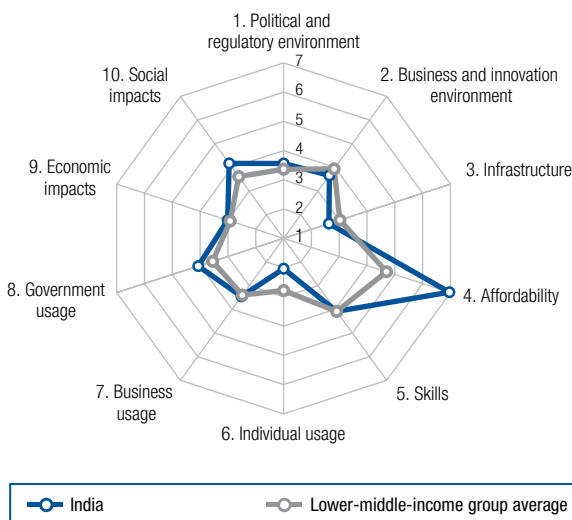 1. Political and
regulatory environment
2. Business and innovation
environment
3. Infrastructure
4. Affordability
5. Skills
6. Individual usage
7. Business
usage
8. Government
usage
9. Economic
impacts
10. Social
impacts
7
6
5
4
3
2
1
India
Lower-middle-income group average